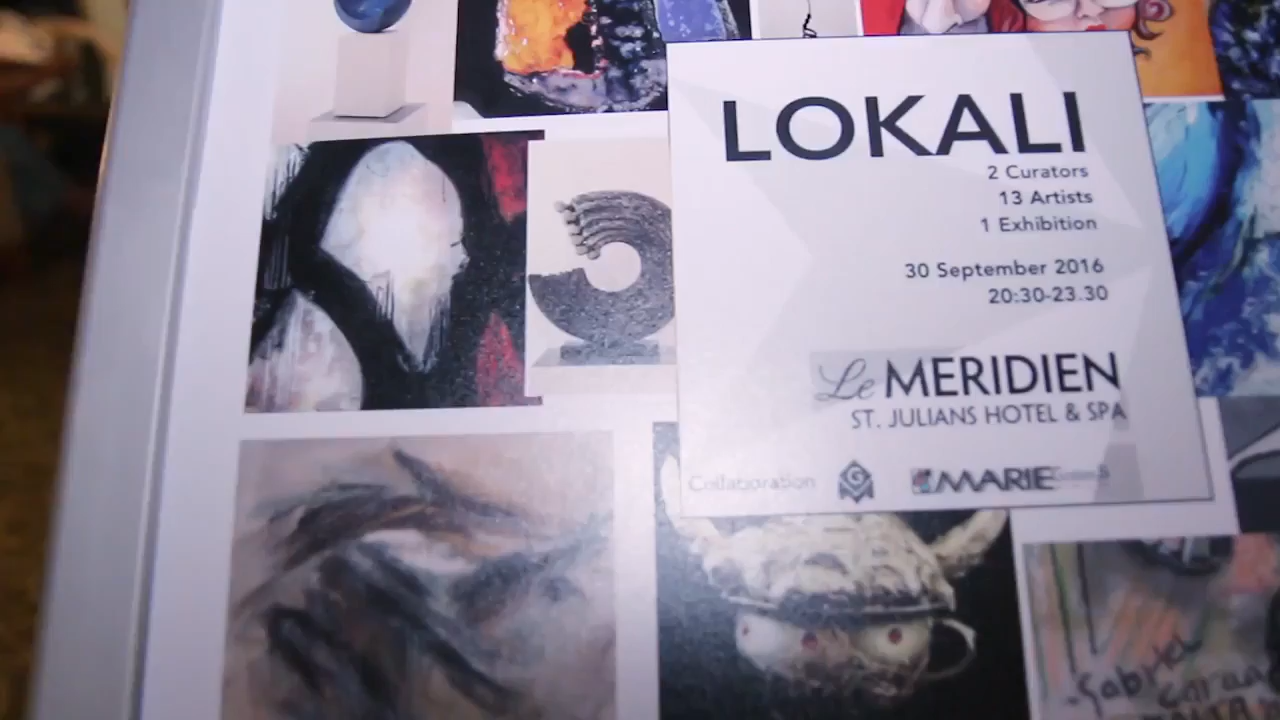 LOKALI
2 Curators
13 Artists
1 Exhibition
30 September 2016
20:30-23.30
Le MERIDIEN
ST. JULIANS HOTEL & SPA
Collaboration
MARIE